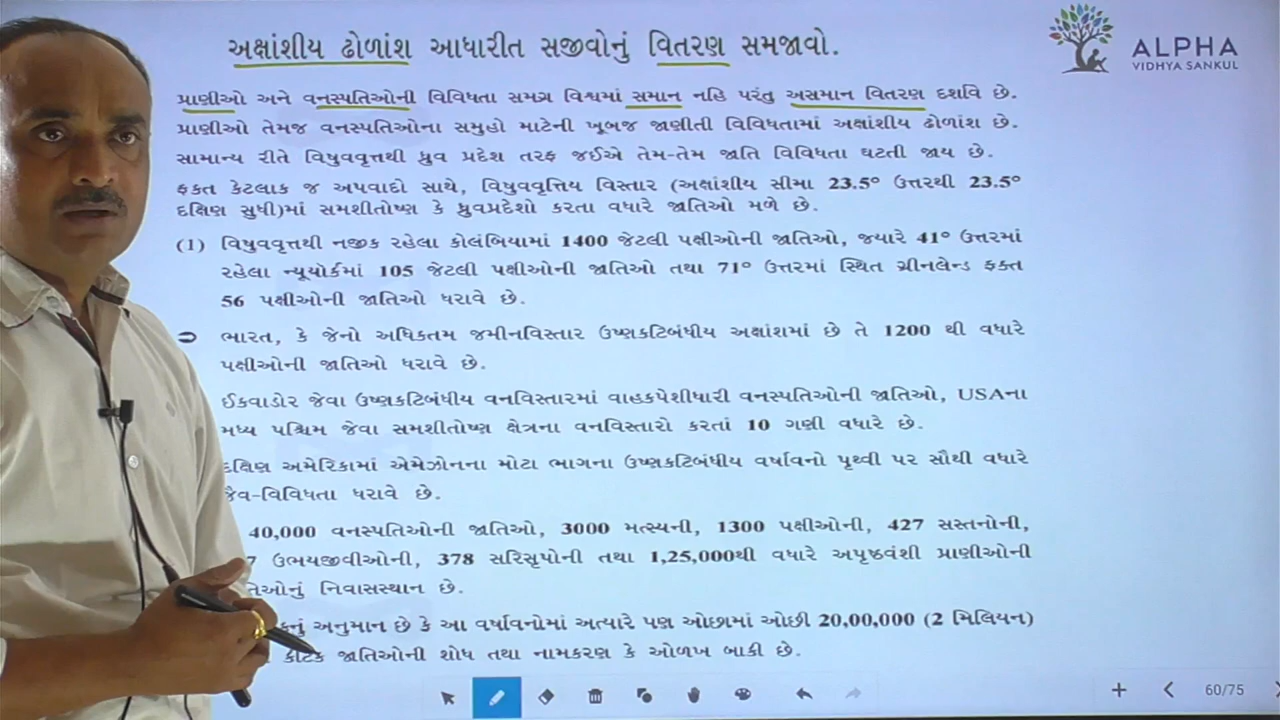 અક્ષાંશીય ઢોળાંશ આધારીત સજીવોનું વિતરણ સમજાવો.
ALPHA
VIDHYA SANKUL
પ્રાણીઓ અને વનસ્પતિઓની વિવિધતા સમગ્ર વિશ્વમાં સમાન નહિ પરંતુ અસમાન વિતરણ દર્શાવે છે.
પ્રાણીઓ તેમજ વનસ્પતિઓના સમુહો માટેની ખુબજ જાણીતી વિવિધતામાં અક્ષાંશીય ઢોળાંશ છે.
સામાન્ય રીતે વિષુવવૃત્તથી ધ્રુવ પ્રદેશ તરફ જઈએ તેમ-તેમ જાતિ વિવિધતા ઘટતી જાય છે.
ફક્ત કેટલાક જ અપવાદો સાથે, વિષુવવૃત્તિય વિસ્તાર (અક્ષાંશીય સીમા 23.5° ઉત્તરથી 23.5°
દક્ષિણ સુધી)માં સમશીતોષ્ણ કે ધ્રુવપ્રદેશો કરતા વધારે જાતિઓ મળે છે.
(1) વિષુવવૃત્તથી નજીક રહેલા કોલંબિયામાં 1400 જેટલી પક્ષીઓની જાતિઓ, જ્યારે 41° ઉત્તરમાં
રહેલા ન્યૂયોર્કમાં 105 જેટલી પક્ષીઓની જાતિઓ તથા 71° ઉત્તરમાં સ્થિત ગ્રીનલેન્ડ ફક્ત
56 પક્ષીઓની જાતિઓ ધરાવે છે.
⊃ ભારત, કે જેનો અધિકતમ જમીનવિસ્તાર ઉષ્ણકટિબંધીય અક્ષાંશમાં છે તે 1200 થી વધારે
પક્ષીઓની જાતિઓ ધરાવે છે.
ઈકવાડોર જેવા ઉષ્ણકટિબંધીય વનવિસ્તારમાં વાહકપેશીધારી વનસ્પતિઓની જાતિઓ, USAના
મધ્ય પશ્ચિમ જેવા સમશીતોષ્ણ ક્ષેત્રના વનવિસ્તારો કરતાં 10 ગણી વધારે છે.
દક્ષિણ અમેરિકામાં એમેઝોનના મોટા ભાગના ઉષ્ણકટિબંધીય વર્ષાવનો પૃથ્વી પર સૌથી વધારે
જૈવ-વિવિધતા ધરાવે છે.
40,000 વનસ્પતિઓની જાતિઓ, 3000 મત્સ્યની, 1300 પક્ષીઓની, 427 સસ્તનોની,
7 ઉભયજીવીઓની, 378 સરિસૃપોની તથા 1,25,000થી વધારે અપૃષ્ઠવંશી પ્રાણીઓની
નિવાસસ્થાન છે.
અનુમાન છે કે આ વર્ષાવનોમાં અત્યારે પણ ઓછામાં ઓછી 20,00,000 (2 મિલિયન)
કીટક જાતિઓની શોધ તથા નામકરણ કે ઓળખ બાકી છે.
60/75